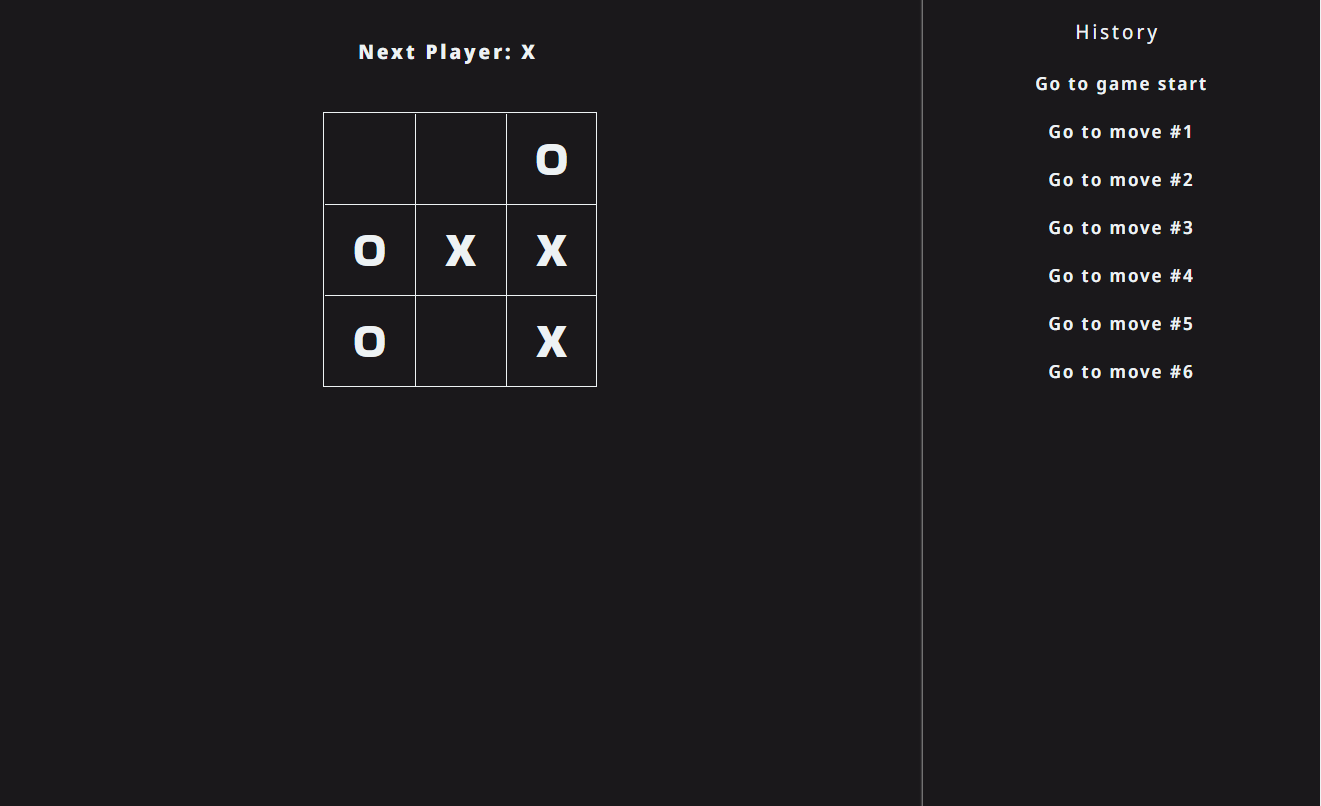 Next Player: X
O
O X X
O X
History
Go to game start
Go to move #1
Go to move #2
Go to move #3
Go to move #4
Go to move #5
Go to move #6